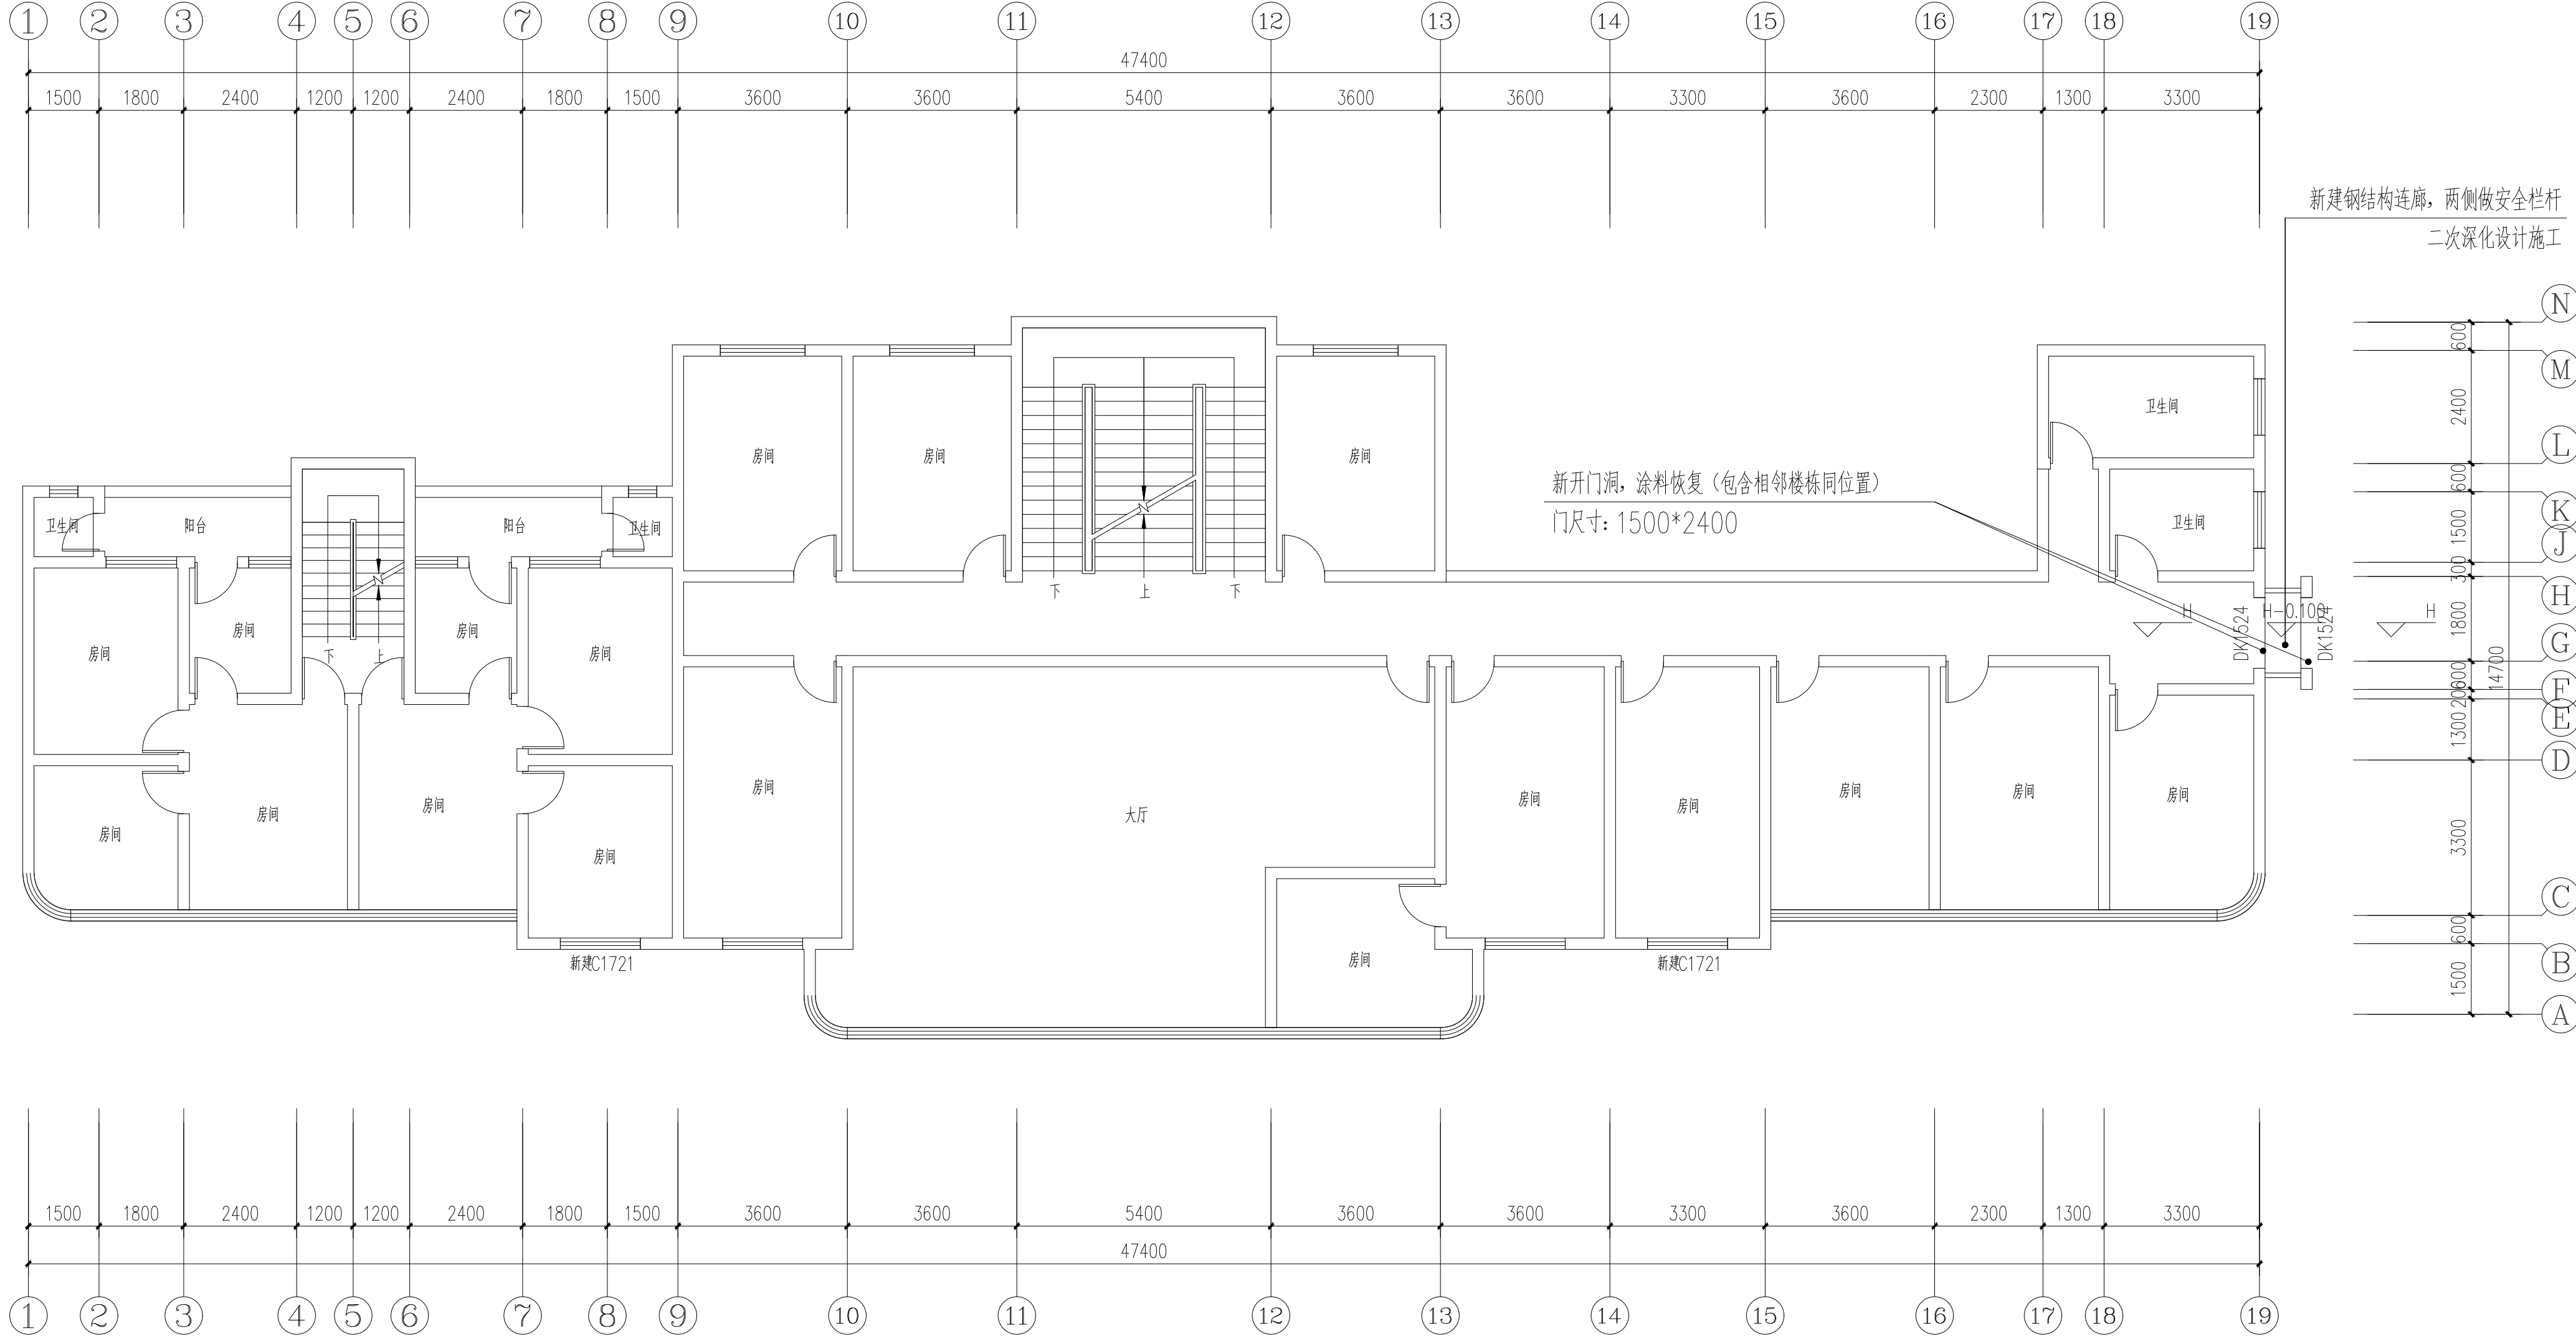 1 2 3 4 5 6 7 8 9 10 11 12 13 14 15 16 17 18 19
47400
1500 1800 2400 1200 1200 2400 1800 1500 3600 3600 5400 3600 3600 3300 3600 2300 1300 3300
新建钢结构连廊，两侧做安全栏杆
二次深化设计施工
N
600
M
2400
L
600
K
1500
J
300
H
1800
G
600
F
200
E
1300
D
3300
C
600
B
1500
A
14700
卫生间
房间 房间 房间
新开门洞，涂料恢复（包含相邻楼栋同位置）
门尺寸：1500*2400
卫生间 阳台 阳台 卫生间 卫生间
下 上 下
H H-0.100 H
DK1524 DK1524
房间 房间 房间 房间
下 上
房间 房间 房间 房间 房间 房间
大厅
房间 房间 房间 房间 房间
房间
新建C1721 新建C1721
1500 1800 2400 1200 1200 2400 1800 1500 3600 3600 5400 3600 3600 3300 3600 2300 1300 3300
47400
1 2 3 4 5 6 7 8 9 10 11 12 13 14 15 16 17 18 19